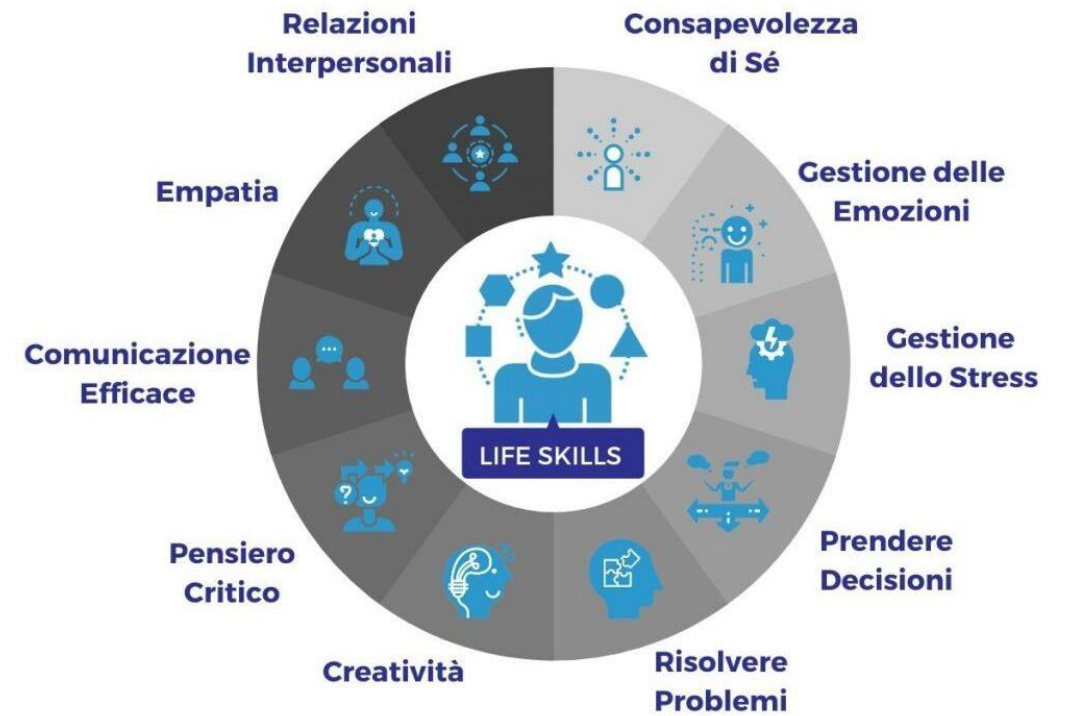 Relazioni
Interpersonali
Consapevolezza
di Sé
Empatia
Gestione delle
Emozioni
Comunicazione
Efficace
Gestione
dello Stress
LIFE SKILLS
Pensiero
Critico
Prendere
Decisioni
Creatività
Risolvere
Problemi